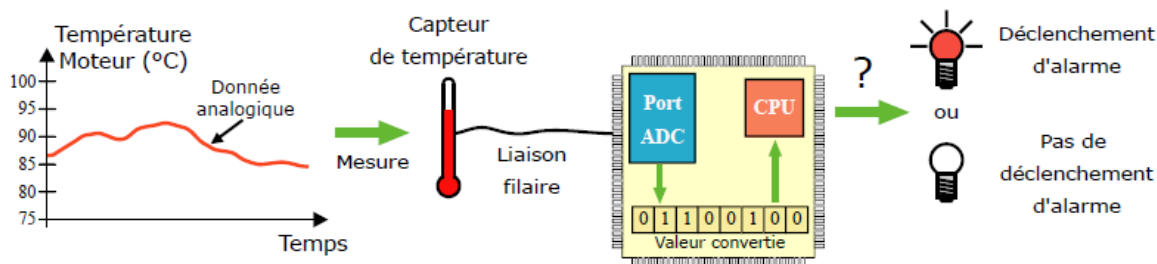 Température
Moteur (°C)
100
95
90
85
80
75
Donnée
analogique
Temps
Mesure
Capteur
de température
Liaison
filaire
Port
ADC
CPU
0 1 1 0 0 1 0 0
Valeur convertie
?
Déclenchement
d'alarme
ou
Pas de
déclenchement
d'alarme